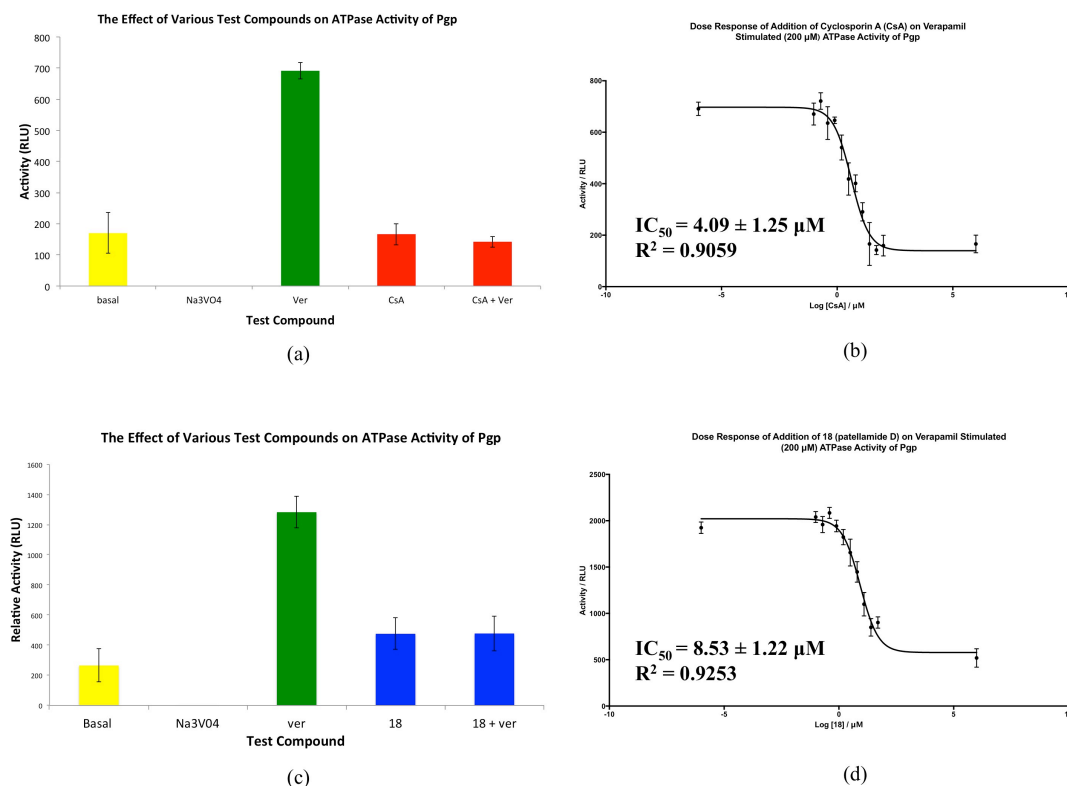 The Effect of Various Test Compounds on ATPase Activity of Pgp
Activity (RLU)
800
700
600
500
400
300
200
100
0
basal Na3VO4 Ver CsA CsA + Ver
Test Compound
(a)
Dose Response of Addition of Cyclosporin A (CsA) on Verapamil
Stimulated (200 µM) ATPase Activity of Pgp
Activity / RLU
800
600
400
200
0
IC50 = 4.09 ± 1.25 µM
R² = 0.9059
-10 -5 0 5 10
Log [CsA] / µM
(b)
The Effect of Various Test Compounds on ATPase Activity of Pgp
Relative Activity (RLU)
1600
1400
1200
1000
800
600
400
200
0
Basal Na3V04 ver 18 18 + ver
Test Compound
(c)
Dose Response of Addition of 18 (patellamide D) on Verapamil Stimulated
(200 µM) ATPase Activity of Pgp
Activity / RLU
2500
2000
1500
1000
500
0
IC50 = 8.53 ± 1.22 µM
R² = 0.9253
-10 -5 0 5 10
Log [18] / µM
(d)